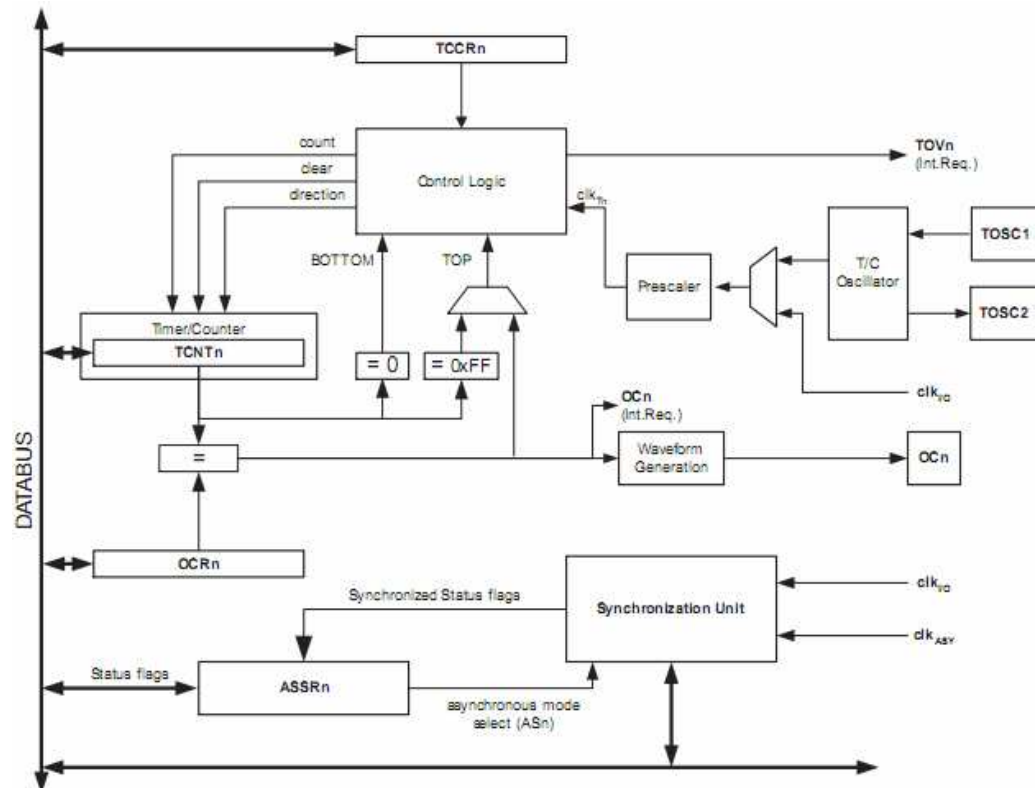 TCCRn
count
clear
direction
Control Logic
TOVn
(Int.Req.)
clkTn
BOTTOM
TOP
TOSC1
T/C
Oscillator
Prescaler
TOSC2
Timer/Counter
TCNTn
= 0
= 0xFF
clkI/O
OCn
(Int.Req.)
=
Waveform
Generation
OCn
DATABUS
OCRn
Synchronized Status flags
Synchronization Unit
clkI/O
clkASY
Status flags
ASSRn
asynchronous mode
select (ASn)